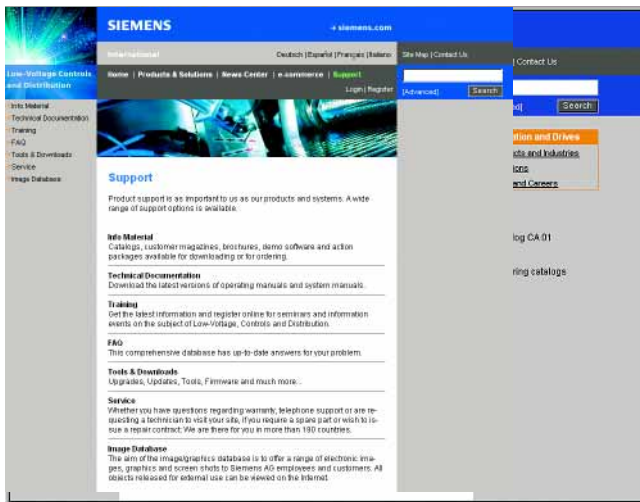 SIEMENS
siemens.com
International
Deutsch | Español | Français | Italiano
Site Map | Contact Us
Home | Products & Solutions | News Center | e-commerce | Support
Login | Register
[Advanced]
Search
Low-Voltage Controls
and Distribution
Info Material
Technical Documentation
Training
FAQ
Tools & Downloads
Service
Image Database
Support
Product support is as important to us as our products and systems. A wide
range of support options is available.
Info Material
Catalogs, customer magazines, brochures, demo software and action
packages available for downloading or for ordering.
Technical Documentation
Download the latest versions of operating manuals and system manuals.
Training
Get the latest information and register online for seminars and information
events on the subject of Low-Voltage, Controls and Distribution.
FAQ
This comprehensive database has up-to-date answers for your problem.
Tools & Downloads
Upgrades, Updates, Tools, Firmware and much more...
Service
Whether you have questions regarding warranty, telephone support or are re-
questing a technician to visit your site, if you require a spare part or wish to is-
sue a repair contract: We are there for you in more than 190 countries.
Image Database
The aim of the image/graphics database is to offer a range of electronic ima-
ges, graphics and screen shots to Siemens AG employees and customers. All
objects released for external use can be viewed on the Internet.
| Contact Us
ed]
Search
tion and Drives
cts and Industries
ions
and Careers
log CA 01
ring catalogs